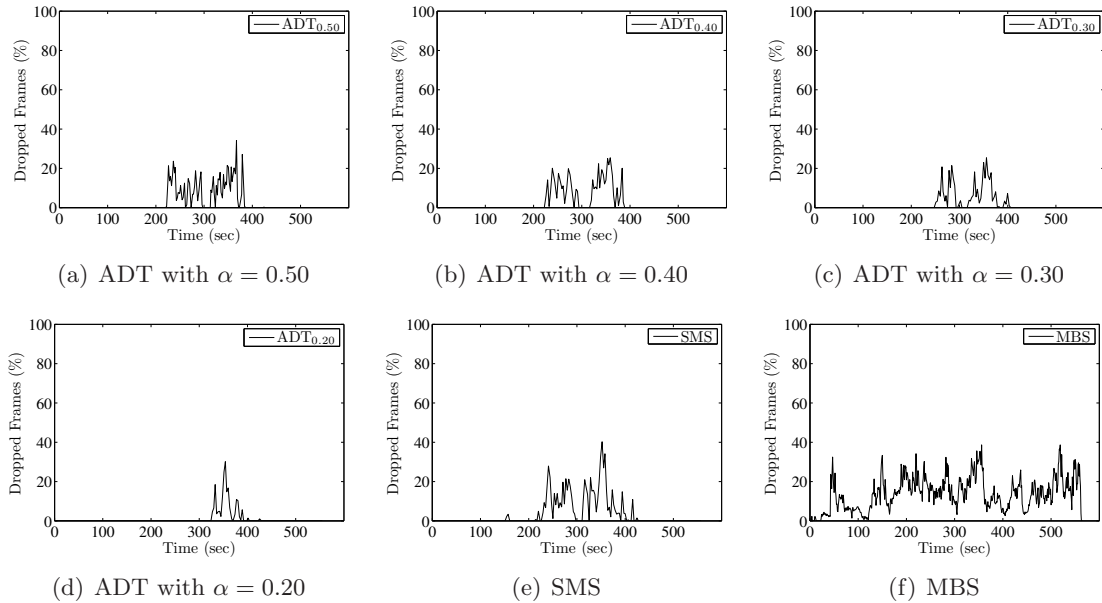 ADT0.50
Dropped Frames (%)
100
80
60
40
20
0
0 100 200 300 400 500
Time (sec)
(a) ADT with α = 0.50
ADT0.40
Dropped Frames (%)
100
80
60
40
20
0
0 100 200 300 400 500
Time (sec)
(b) ADT with α = 0.40
ADT0.30
Dropped Frames (%)
100
80
60
40
20
0
0 100 200 300 400 500
Time (sec)
(c) ADT with α = 0.30
ADT0.20
Dropped Frames (%)
100
80
60
40
20
0
0 100 200 300 400 500
Time (sec)
(d) ADT with α = 0.20
SMS
Dropped Frames (%)
100
80
60
40
20
0
0 100 200 300 400 500
Time (sec)
(e) SMS
MBS
Dropped Frames (%)
100
80
60
40
20
0
0 100 200 300 400 500
Time (sec)
(f) MBS